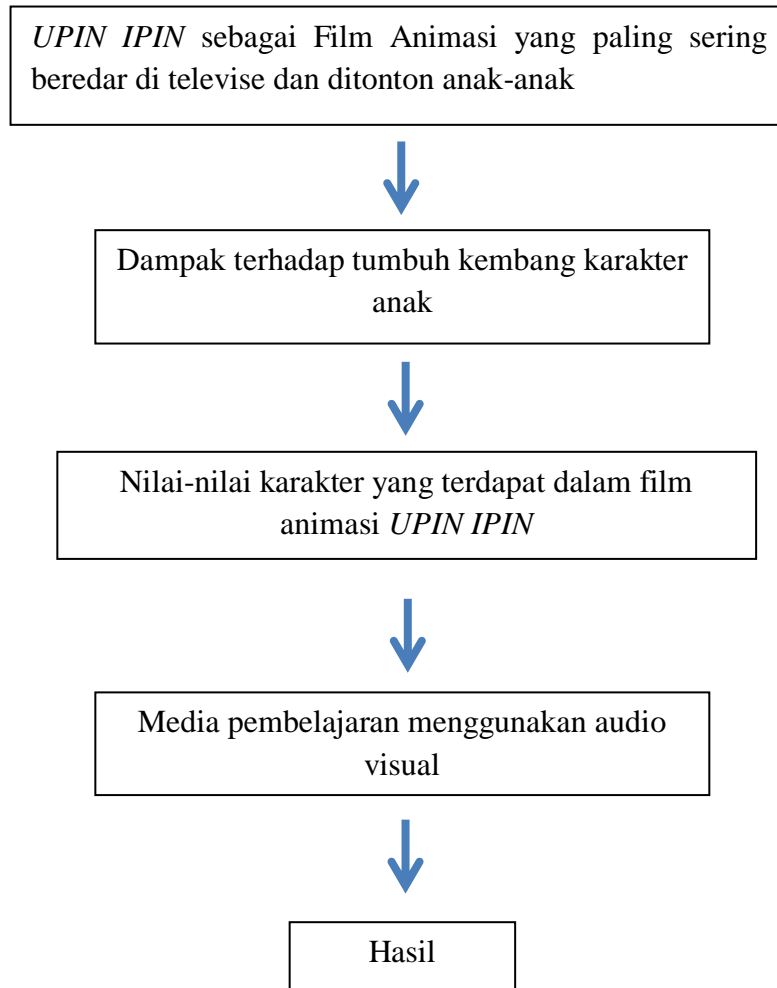 UPIN IPIN sebagai Film Animasi yang paling sering
beredar di televise dan ditonton anak-anak
Dampak terhadap tumbuh kembang karakter
anak
Nilai-nilai karakter yang terdapat dalam film
animasi UPIN IPIN
Media pembelajaran menggunakan audio
visual
Hasil